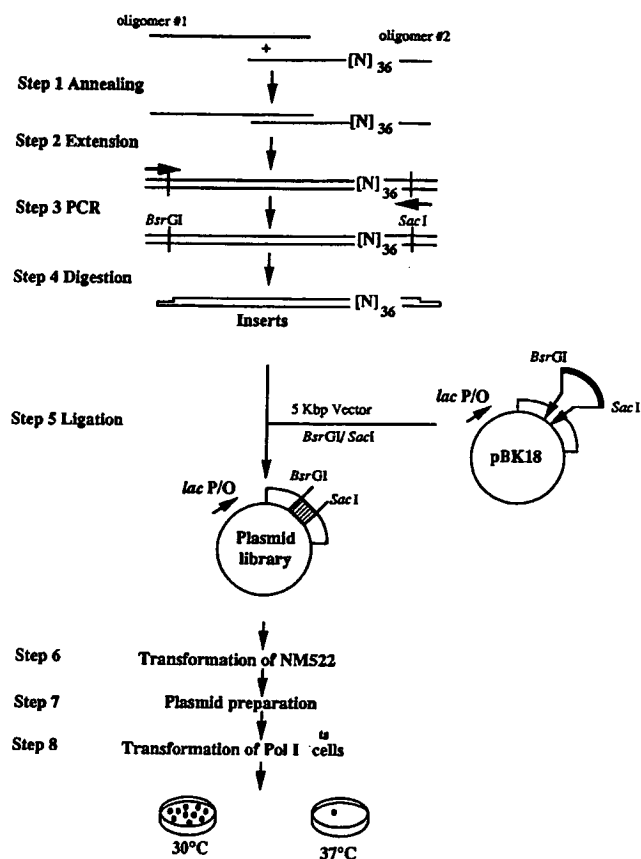 oligomer #1
oligomer #2
+
[N] 36
Step 1 Annealing
[N] 36
Step 2 Extension
[N] 36
Step 3 PCR
BsrGI
SacI
[N] 36
Step 4 Digestion
[N] 36
Inserts
BsrGI
lac P/O
SacI
Step 5 Ligation
5 Kbp Vector
BsrGI/SacI
pBK18
BsrGI
lac P/O
SacI
Plasmid
library
Step 6 Transformation of NM522
Step 7 Plasmid preparation
Step 8 Transformation of Pol I ts cells
30°C
37°C